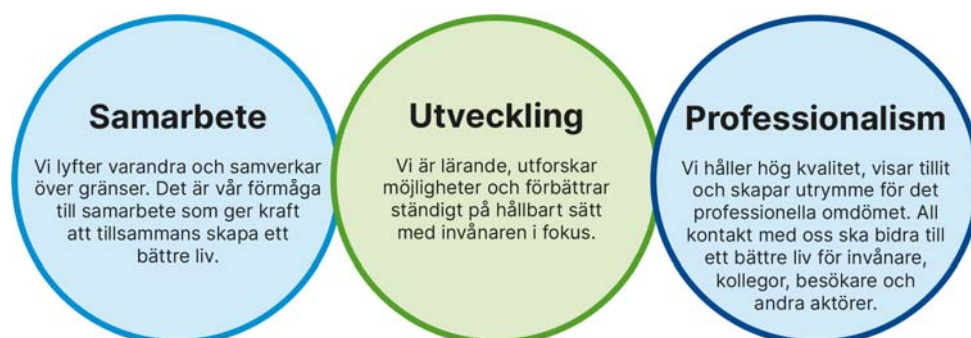 Samarbete
Vi lyfter varandra och samverkar
över gränser. Det är vår förmåga
till samarbete som ger kraft
att tillsammans skapa ett
bättre liv.
Utveckling
Vi är lärande, utforskar
möjligheter och förbättrar
ständigt på hållbart sätt
med invånaren i fokus.
Professionalism
Vi håller hög kvalitet, visar tillit
och skapar utrymme för det
professionella omdömet. All
kontakt med oss ska bidra till
ett bättre liv för invånare,
kollegor, besökare och
andra aktörer.